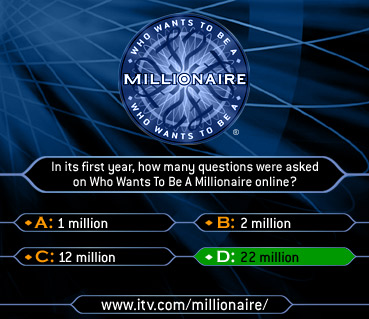 WHO WANTS TO BE A
MILLIONAIRE
WHO WANTS TO BE A
®
In its first year, how many questions were asked
on Who Wants To Be A Millionaire online?
A: 1 million
B: 2 million
C: 12 million
D: 22 million
www.itv.com/millionaire/